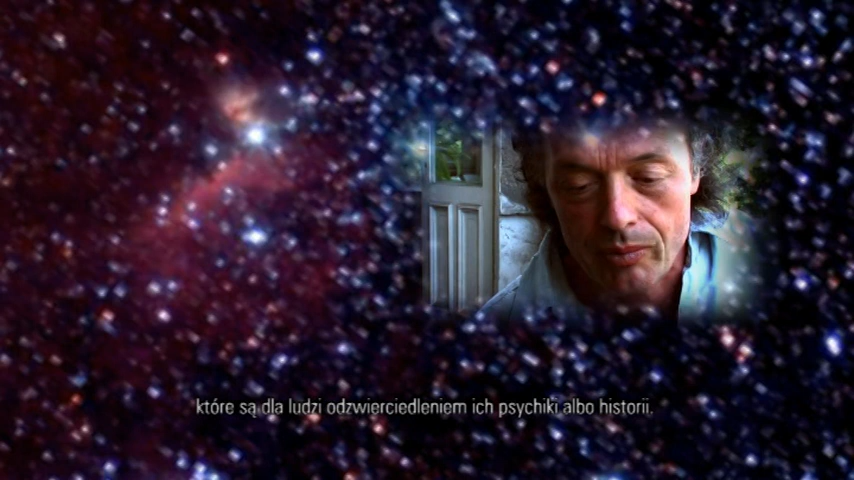 które są dla ludzi odzwierciedleniem ich psychiki albo historii.